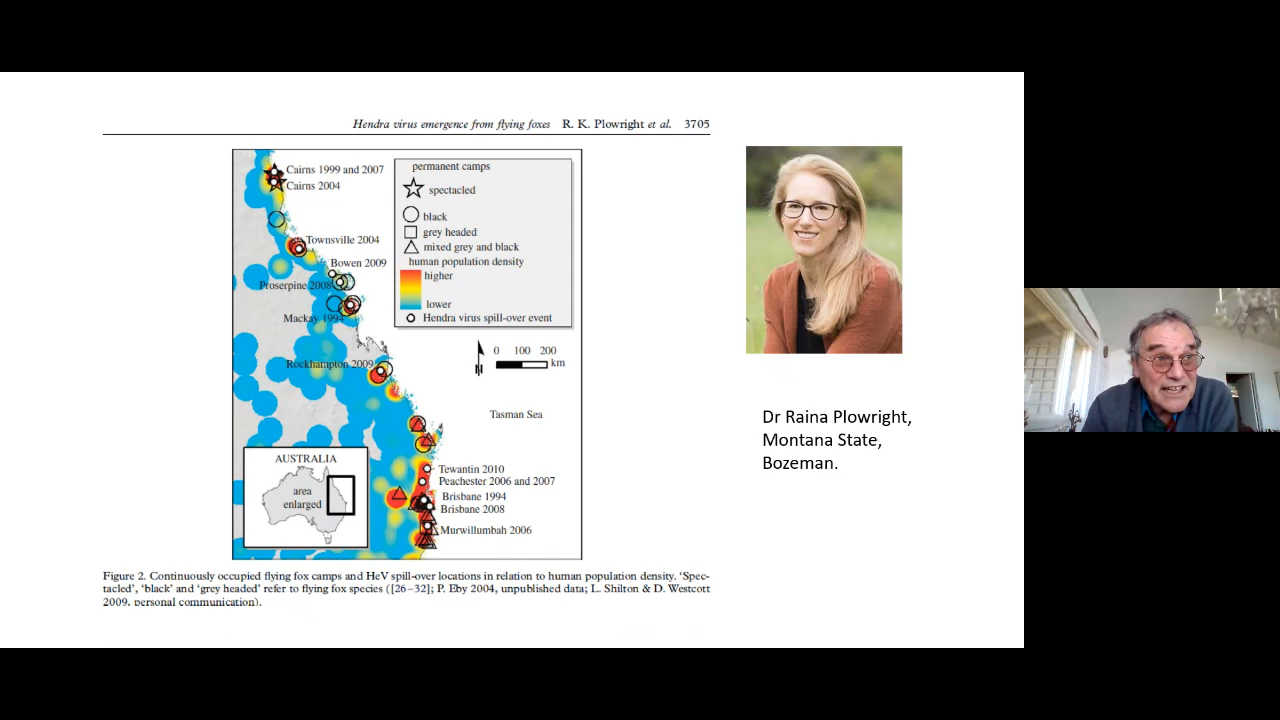 Hendra virus emergence from flying foxes R. K. Plowright et al. 3705
Cairns 1999 and 2007
Cairns 2004
Townsville 2004
Bowen 2009
Proserpine 2008
Mackay 1994
Rockhampton 2009
permanent camps
spectacled
black
grey headed
mixed grey and black
human population density
higher
lower
Hendra virus spill-over event
0 100 200
km
Tasman Sea
Tewantin 2010
Peachester 2006 and 2007
Brisbane 1994
Brisbane 2008
Murwillumbah 2006
AUSTRALIA
area
enlarged
Figure 2. Continuously occupied flying fox camps and HeV spill-over locations in relation to human population density. ‘Spec-
tacled’, ‘black’ and ‘grey headed’ refer to flying fox species ([26–32]; P. Eby 2004, unpublished data; L. Shilton & D. Westcott
2009, personal communication).
Dr Raina Plowright,
Montana State,
Bozeman.